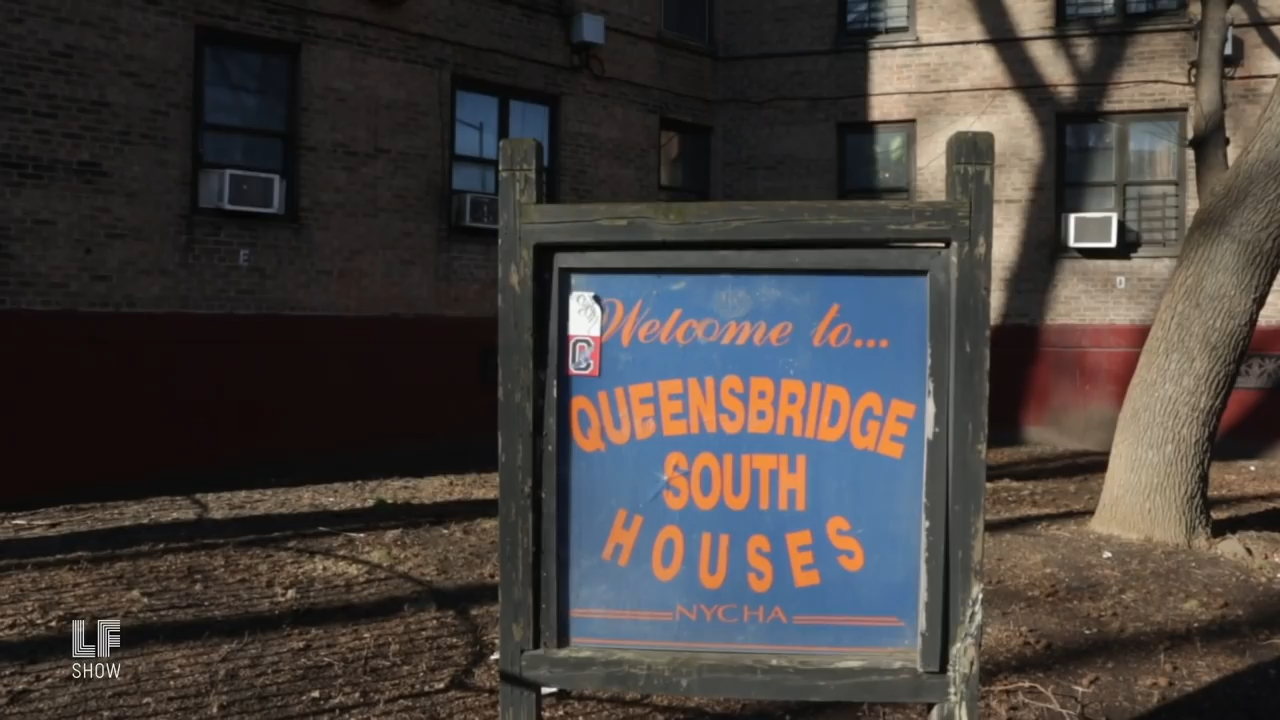 E
D
Welcome to...
C
QUEENSBRIDGE
SOUTH
HOUSES
NYCHA
LF
SHOW